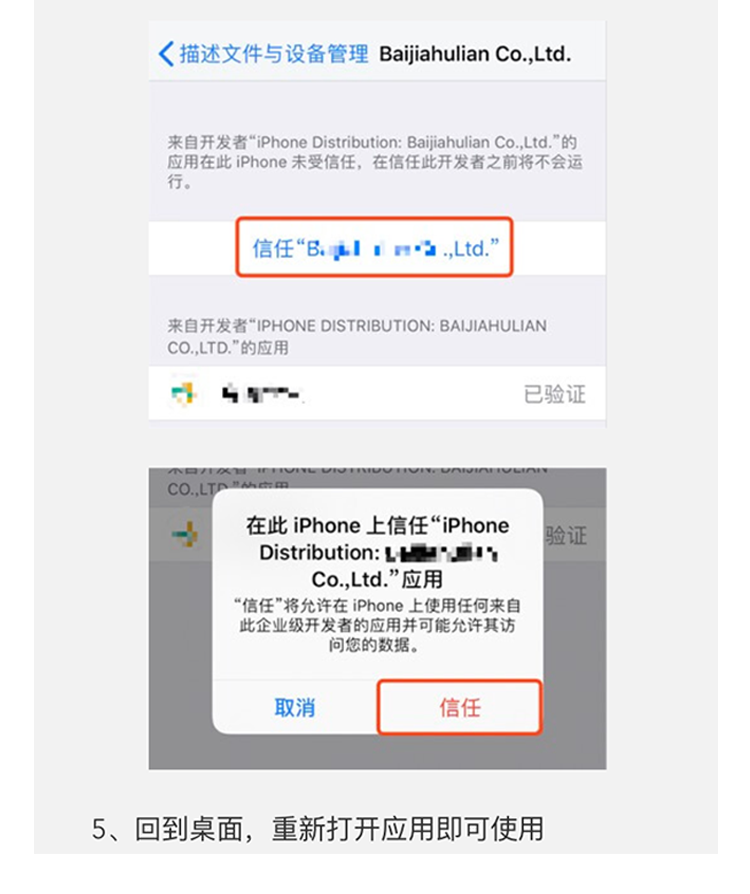 描述文件与设备管理 Baijiahulian Co.,Ltd.
来自开发者“iPhone Distribution: Baijiahulian Co.,Ltd.”的
应用在此 iPhone 未受信任，在信任此开发者之前将不会运
行。
信任“B .,Ltd.”
来自开发者“IPHONE DISTRIBUTION: BAIJIAHULIAN
CO.,LTD.”的应用
已验证
来自开发者“IPHONE DISTRIBUTION: BAIJIAHULIAN
CO.,LTD.”的应用
验证
在此 iPhone 上信任“iPhone
Distribution:
Co.,Ltd.”应用
“信任”将允许在 iPhone 上使用任何来自
此企业级开发者的应用并可能允许其访
问您的数据。
取消 信任
5、回到桌面，重新打开应用即可使用